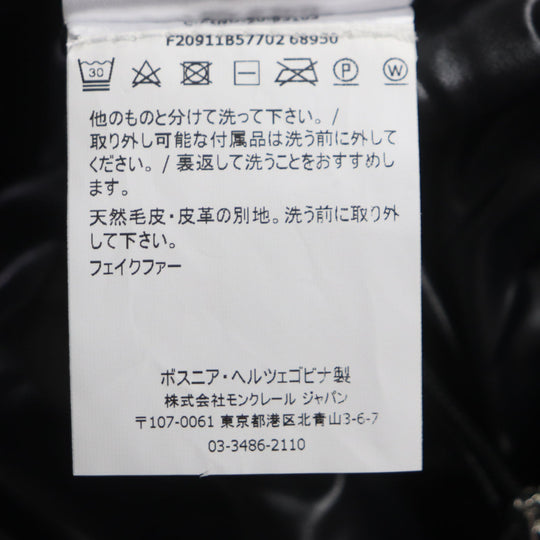 F20911B57702 68950
30
P
W
他のものと分けて洗って下さい。/
取り外し可能な付属品は洗う前に外して
ください。/ 裏返して洗うことをおすすめし
ます。
天然毛皮・皮革の別地。洗う前に取り外
して下さい。
フェイクファー
ボスニア・ヘルツェゴビナ製
株式会社モンクレール ジャパン
〒107-0061 東京都港区北青山3-6-7
03-3486-2110